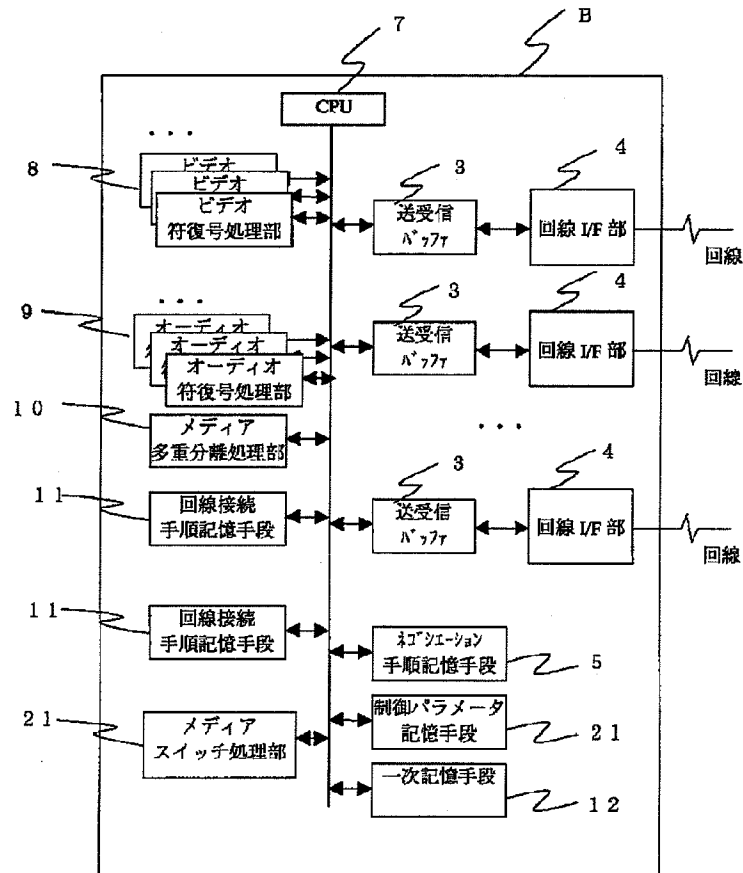 7
B
CPU
. . .
8
ビデオ
ビデオ
ビデオ
符復号処理部
3
送受信
バッファ
4
回線 I/F 部
回線
. . .
9
オーディオ
オーディオ
オーディオ
符復号処理部
3
送受信
バッファ
4
回線 I/F 部
回線
10
メディア
多重分離処理部
. . .
11
回線接続
手順記憶手段
3
送受信
バッファ
4
回線 I/F 部
回線
11
回線接続
手順記憶手段
ネゴシエーション
手順記憶手段
5
21
メディア
スイッチ処理部
制御パラメータ
記憶手段
21
一次記憶手段
12